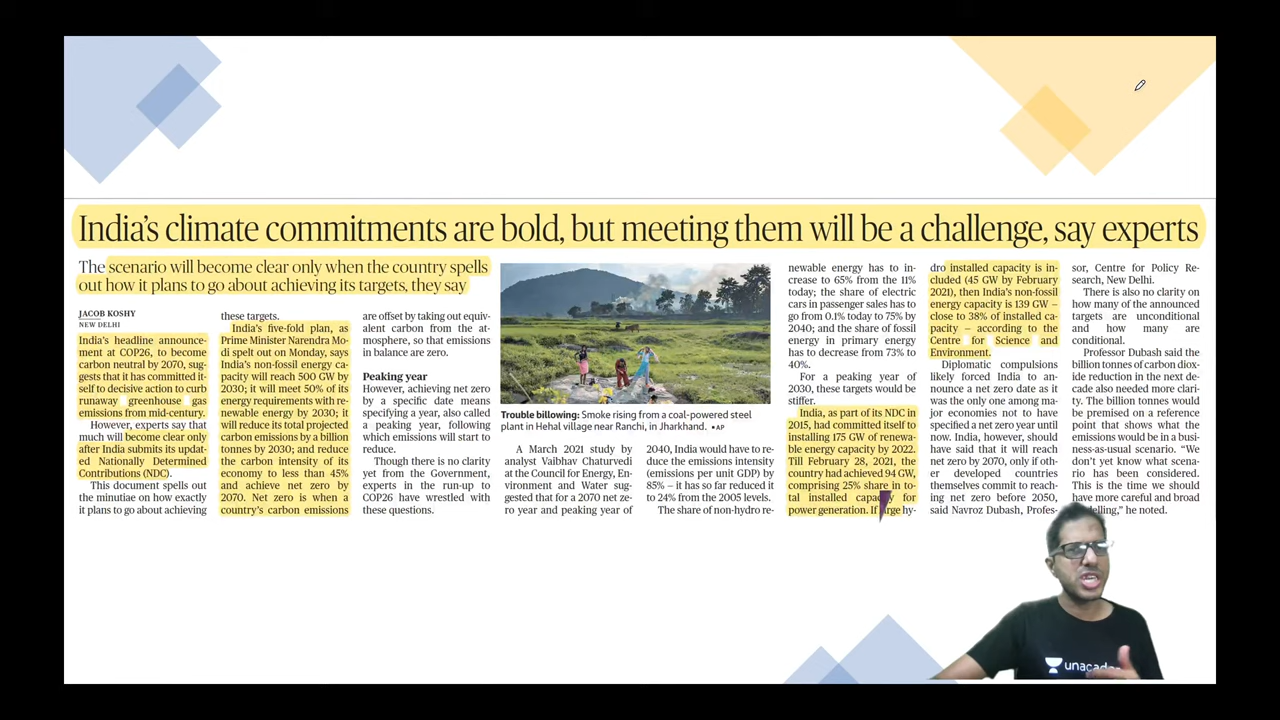 India's climate commitments are bold, but meeting them will be a challenge, say experts
The scenario will become clear only when the country spells
out how it plans to go about achieving its targets, they say
JACOB KOSHY
NEW DELHI
India's headline announce-
ment at COP26, to become
carbon neutral by 2070, sug-
gests that it has committed it-
self to decisive action to curb
runaway greenhouse gas
emissions from mid-century.
However, experts say that
much will become clear only
after India submits its updat-
ed Nationally Determined
Contributions (NDC).
This document spells out
the minutiae on how exactly
it plans to go about achieving
these targets.
India's five-fold plan, as
Prime Minister Narendra Mo-
di spelt out on Monday, says
India's non-fossil energy ca-
pacity will reach 500 GW by
2030; it will meet 50% of its
energy requirements with re-
newable energy by 2030; it
will reduce its total projected
carbon emissions by a billion
tonnes by 2030; and reduce
the carbon intensity of its
economy to less than 45%
and achieve net zero by
2070. Net zero is when a
country's carbon emissions
are offset by taking out equiv-
alent carbon from the at-
mosphere, so that emissions
in balance are zero.
Peaking year
However, achieving net zero
by a specific date means
specifying a year, also called
a peaking year, following
which emissions will start to
reduce.
Though there is no clarity
yet from the Government,
experts in the run-up to
COP26 have wrestled with
these questions.
Trouble billowing: Smoke rising from a coal-powered steel
plant in Hehal village near Ranchi, in Jharkhand. • AP
A March 2021 study by
analyst Vaibhav Chaturvedi
at the Council for Energy, En-
vironment and Water sug-
gested that for a 2070 net ze-
ro year and peaking year of
2040, India would have to re-
duce the emissions intensity
(emissions per unit GDP) by
85% – it has so far reduced it
to 24% from the 2005 levels.
The share of non-hydro re-
newable energy has to in-
crease to 65% from the 11%
today; the share of electric
cars in passenger sales has to
go from 0.1% today to 75% by
2040; and the share of fossil
energy in primary energy
has to decrease from 73% to
40%.
For a peaking year of
2030, these targets would be
stiffer.
India, as part of its NDC in
2015, had committed itself to
installing 175 GW of renewa-
ble energy capacity by 2022.
Till February 28, 2021, the
country had achieved 94 GW,
comprising 25% share in to-
tal installed capacity for
power generation. If large hy-
dro installed capacity is in-
cluded (45 GW by February
2021), then India's non-fossil
energy capacity is 139 GW –
close to 38% of installed ca-
pacity – according to the
Centre for Science and
Environment.
Diplomatic compulsions
likely forced India to an-
nounce a net zero date as it
was the only one among ma-
jor economies not to have
specified a net zero year until
now. India, however, should
have said that it will reach
net zero by 2070, only if oth-
er developed countries
themselves commit to reach-
ing net zero before 2050,
said Navroz Dubash, Profes-
sor, Centre for Policy Re-
search, New Delhi.
There is also no clarity on
how many of the announced
targets are unconditional
and how many are
conditional.
Professor Dubash said the
billion tonnes of carbon diox-
ide reduction in the next de-
cade also needed more clari-
ty. The billion tonnes would
be premised on a reference
point that shows what the
emissions would be in a busi-
ness-as-usual scenario. “We
don't yet know what scena-
rio has been considered.
This is the time we should
have more careful and broad
delling,” he noted.
unacade